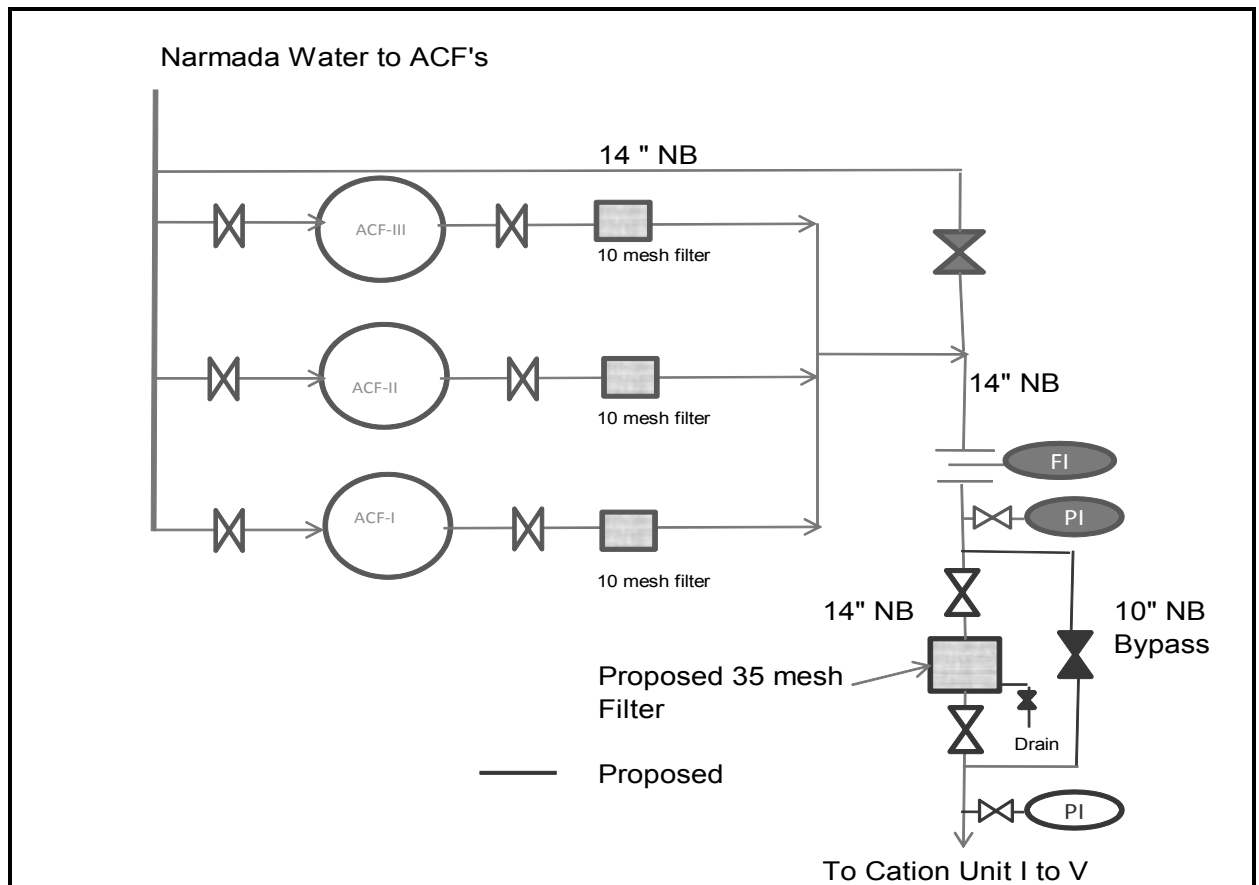 Narmada Water to ACF's
14 " NB
ACF-III
10 mesh filter
ACF-II
10 mesh filter
14" NB
FI
ACF-I
PI
10 mesh filter
14" NB
10" NB
Bypass
Proposed 35 mesh
Filter
Drain
Proposed
PI
To Cation Unit I to V